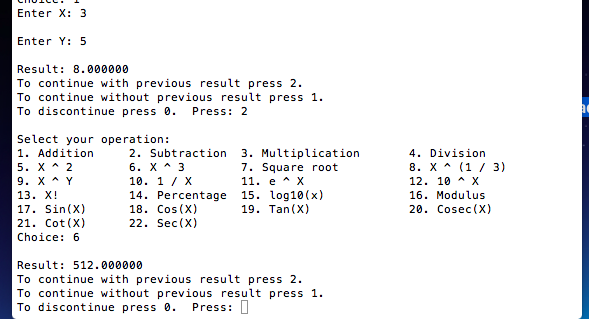 Choice: 1
Enter X: 3
Enter Y: 5
Result: 8.000000
To continue with previous result press 2.
To continue without previous result press 1.
To discontinue press 0.  Press: 2
Select your operation:
1. Addition     2. Subtraction  3. Multiplication       4. Division
5. X ^ 2        6. X ^ 3        7. Square root          8. X ^ (1 / 3)
9. X ^ Y        10. 1 / X       11. e ^ X               12. 10 ^ X
13. X!          14. Percentage  15. log10(x)            16. Modulus
17. Sin(X)      18. Cos(X)      19. Tan(X)              20. Cosec(X)
21. Cot(X)      22. Sec(X)
Choice: 6
Result: 512.000000
To continue with previous result press 2.
To continue without previous result press 1.
To discontinue press 0.  Press: